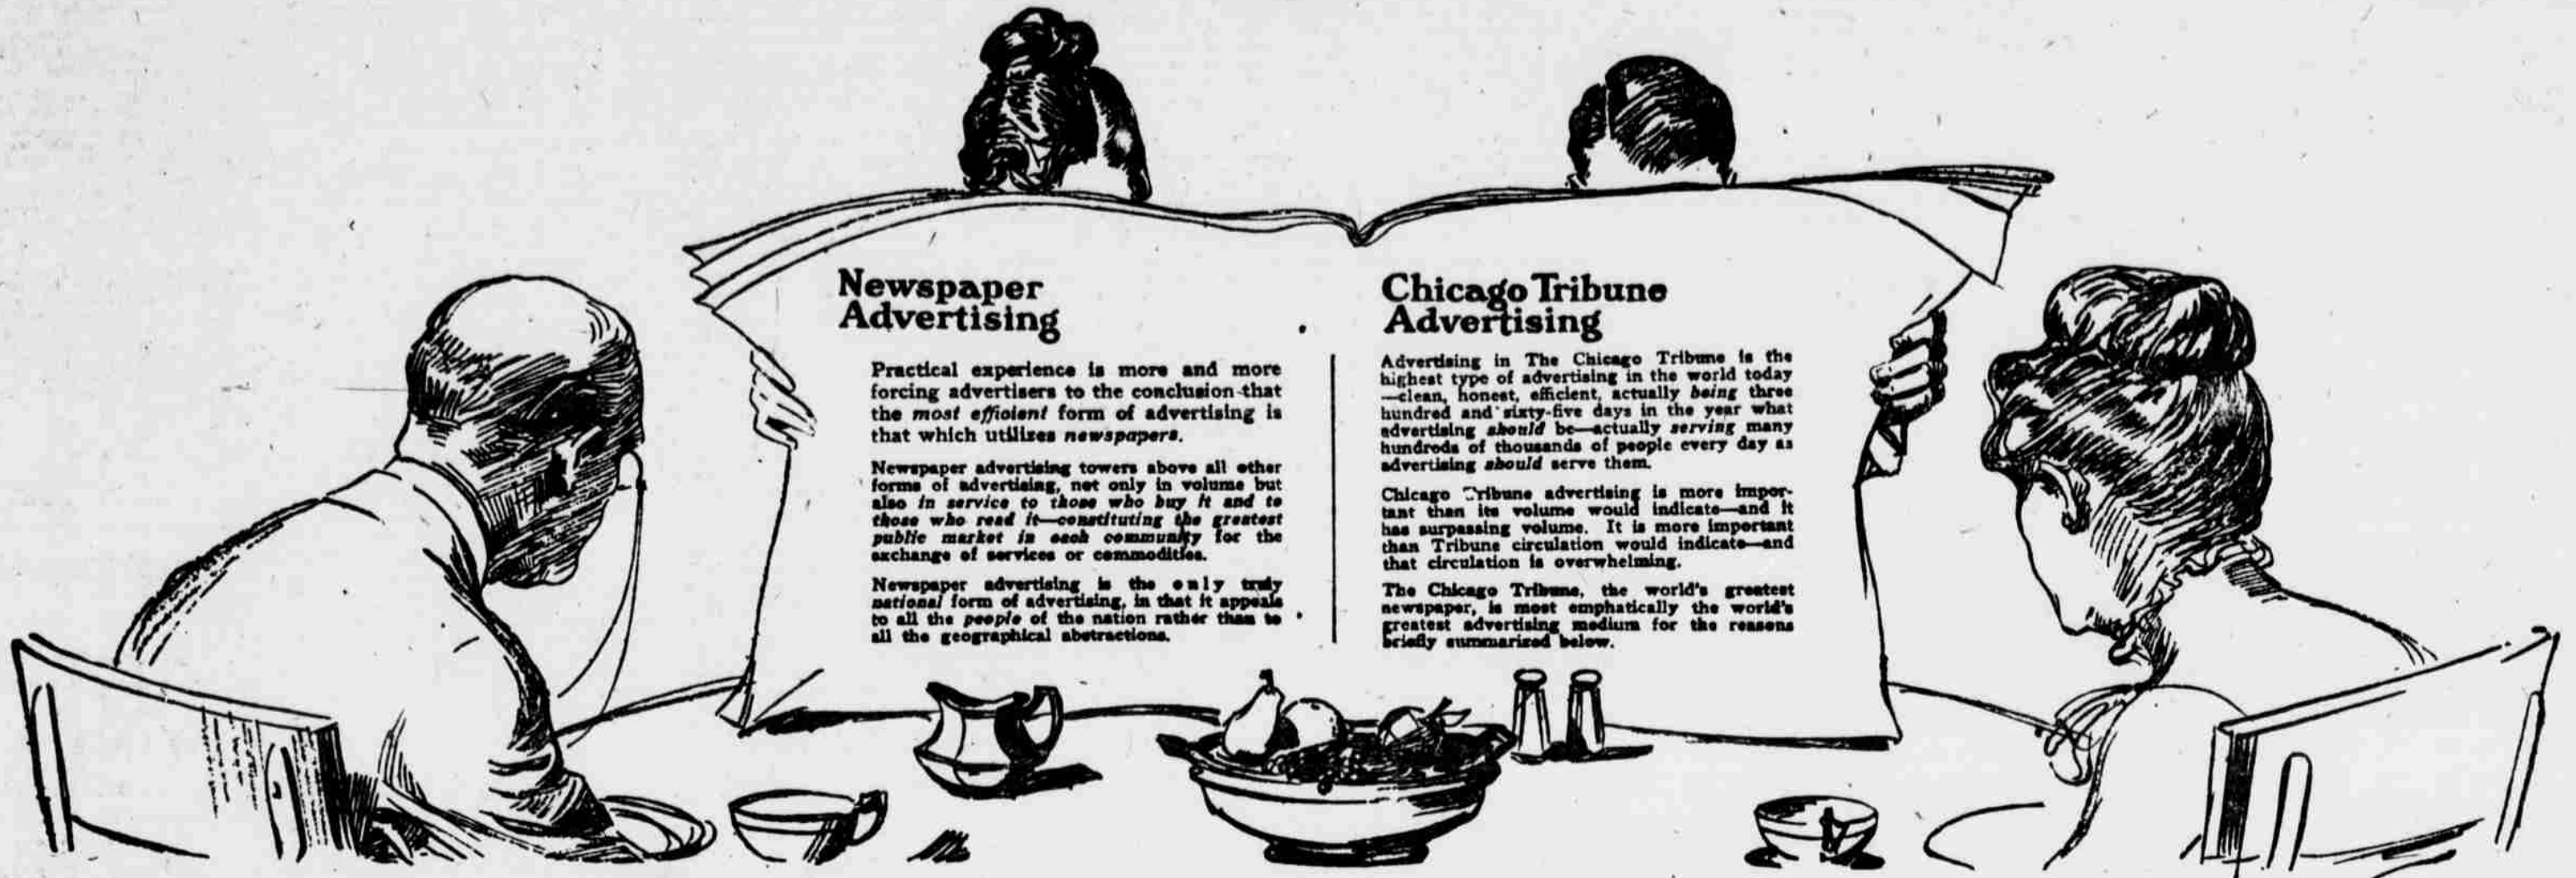 Newspaper
Advertising
Practical experience is more and more
forcing advertisers to the conclusion that
the most efficient form of advertising is
that which utilizes newspapers.
Newspaper advertising towers above all other
forms of advertising, not only in volume but
also in service to those who buy it and to
those who read it—constituting the greatest
public market in each community for the
exchange of services or commodities.
Newspaper advertising is the only truly
national form of advertising, in that it appeals
to all the people of the nation rather than to
all the geographical abstractions.
Chicago Tribune
Advertising
Advertising in The Chicago Tribune is the
highest type of advertising in the world today
—clean, honest, efficient, actually being three
hundred and sixty-five days in the year what
advertising should be—actually serving many
hundreds of thousands of people every day as
advertising should serve them.
Chicago Tribune advertising is more impor-
tant than its volume would indicate—and it
has surpassing volume. It is more important
than Tribune circulation would indicate—and
that circulation is overwhelming.
The Chicago Tribune, the world's greatest
newspaper, is most emphatically the world's
greatest advertising medium for the reasons
briefly summarized below.